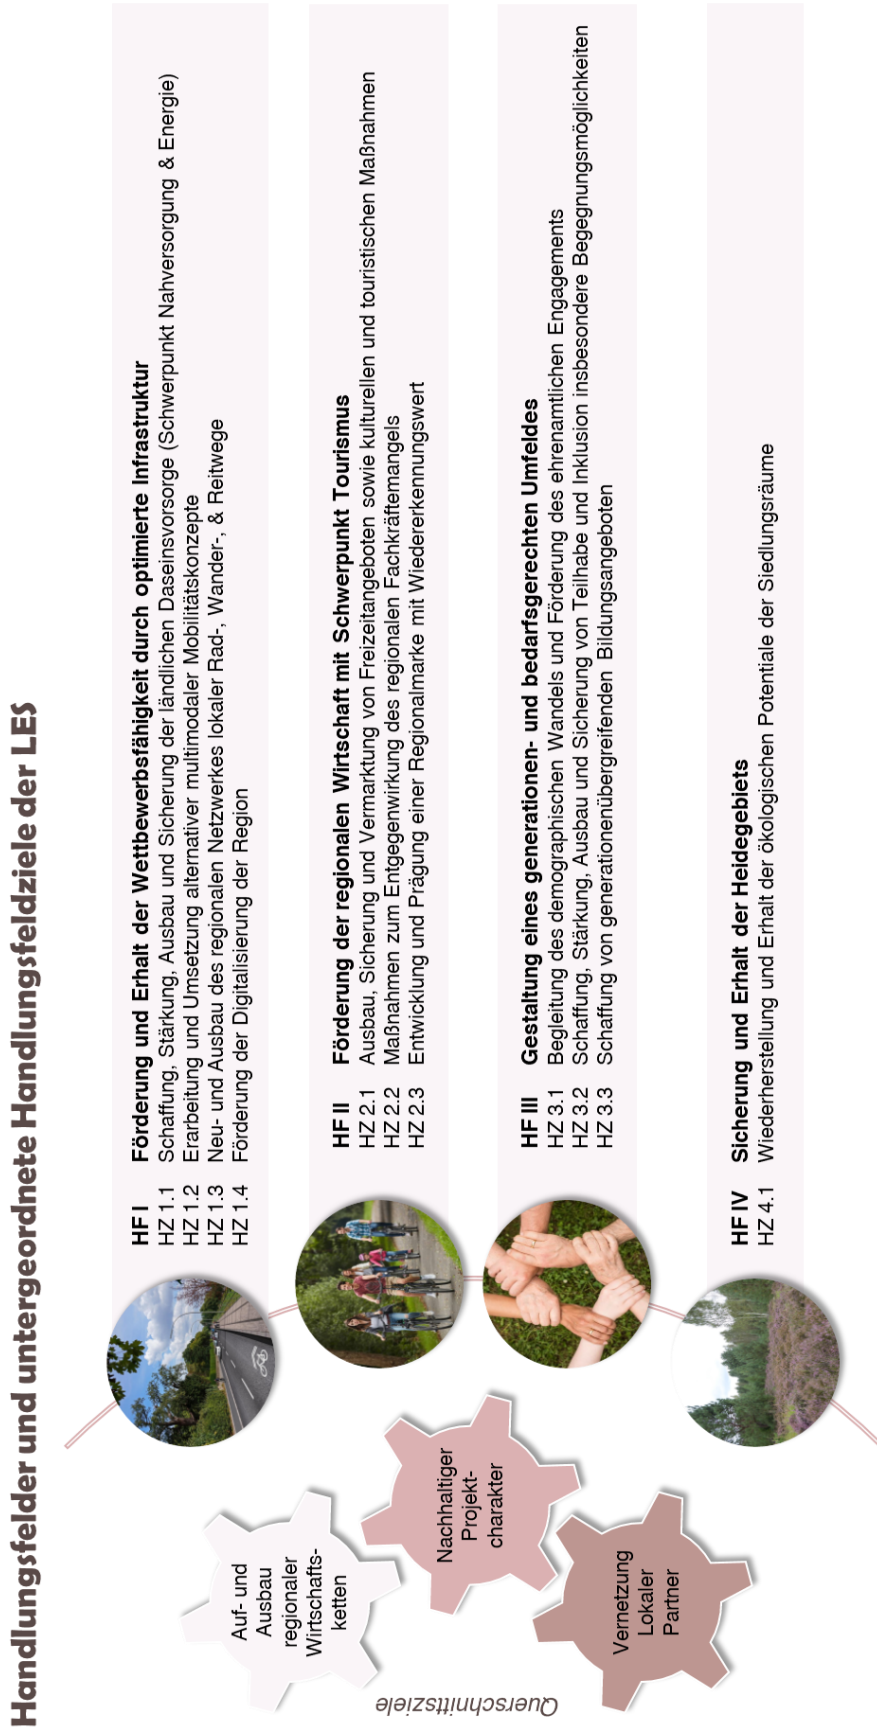 Handlungsfelder und untergeordnete Handlungsfeldziele der LES
Querschnittsziele
Auf- und
Ausbau
regionaler
Wirtschafts-
ketten
Nachhaltiger
Projekt-
charakter
Vernetzung
Lokaler
Partner
HF I Förderung und Erhalt der Wettbewerbsfähigkeit durch optimierte Infrastruktur
HZ 1.1 Schaffung, Stärkung, Ausbau und Sicherung der ländlichen Daseinsvorsorge (Schwerpunkt Nahversorgung & Energie)
HZ 1.2 Erarbeitung und Umsetzung alternativer multimodaler Mobilitätskonzepte
HZ 1.3 Neu- und Ausbau des regionalen Netzwerkes lokaler Rad-, Wander-, & Reitwege
HZ 1.4 Förderung der Digitalisierung der Region
HF II Förderung der regionalen Wirtschaft mit Schwerpunkt Tourismus
HZ 2.1 Ausbau, Sicherung und Vermarktung von Freizeitangeboten sowie kulturellen und touristischen Maßnahmen
HZ 2.2 Maßnahmen zum Entgegenwirkung des regionalen Fachkräftemangels
HZ 2.3 Entwicklung und Prägung einer Regionalmarke mit Wiedererkennungswert
HF III Gestaltung eines generationen- und bedarfsgerechten Umfeldes
HZ 3.1 Begleitung des demographischen Wandels und Förderung des ehrenamtlichen Engagements
HZ 3.2 Schaffung, Stärkung, Ausbau und Sicherung von Teilhabe und Inklusion insbesondere Begegnungsmöglichkeiten
HZ 3.3 Schaffung von generationenübergreifenden Bildungsangeboten
HF IV Sicherung und Erhalt der Heidegebiets
HZ 4.1 Wiederherstellung und Erhalt der ökologischen Potentiale der Siedlungsräume